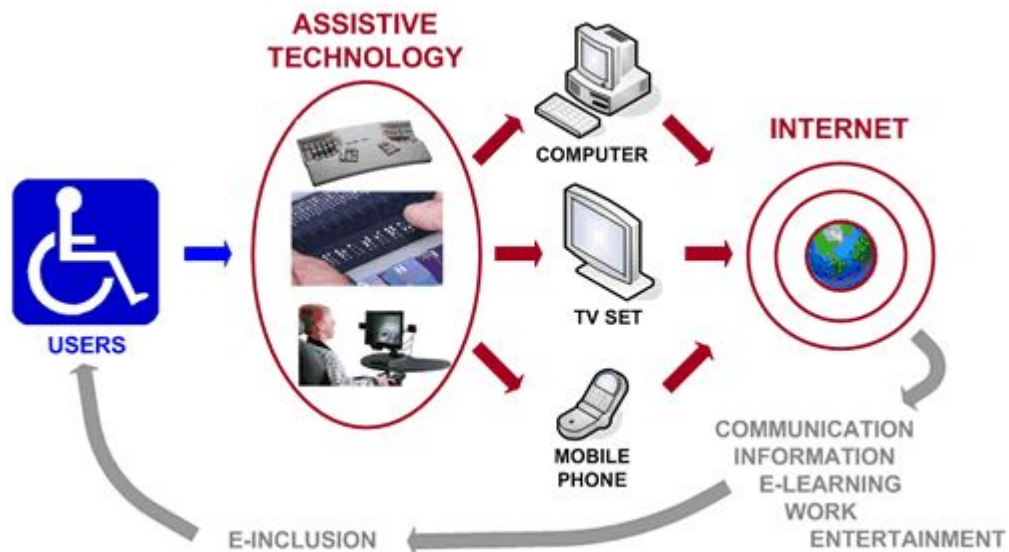 ASSISTIVE
TECHNOLOGY
COMPUTER
INTERNET
USERS
TV SET
MOBILE
PHONE
COMMUNICATION
INFORMATION
E-LEARNING
WORK
ENTERTAINMENT
E-INCLUSION